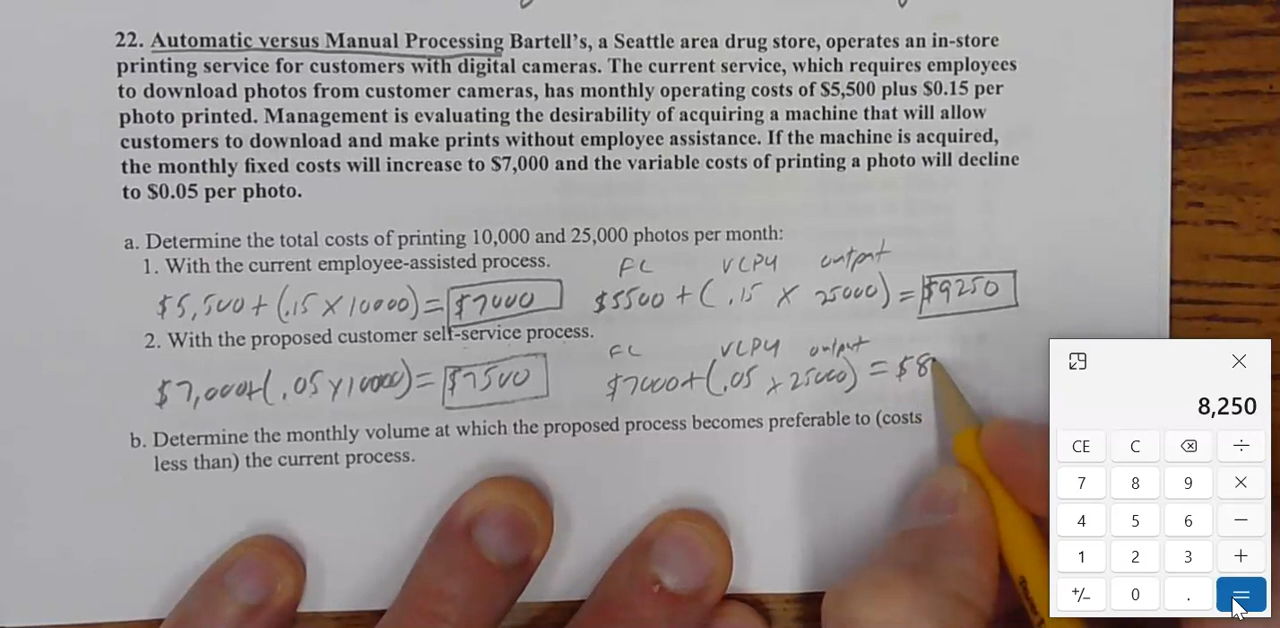 22. Automatic versus Manual Processing Bartell's, a Seattle area drug store, operates an in-store
printing service for customers with digital cameras. The current service, which requires employees
to download photos from customer cameras, has monthly operating costs of $5,500 plus $0.15 per
photo printed. Management is evaluating the desirability of acquiring a machine that will allow
customers to download and make prints without employee assistance. If the machine is acquired,
the monthly fixed costs will increase to $7,000 and the variable costs of printing a photo will decline
to $0.05 per photo.
a. Determine the total costs of printing 10,000 and 25,000 photos per month:
1. With the current employee-assisted process.
FC VCPU output
$5,500 + (.15 X 10000) = $7000 $5500 + (.15 X 25000) = $9250
2. With the proposed customer self-service process.
FC VCPU output
$7,000 + (.05 X 10000) = $7500 $7000 + (.05 X 25000) = $8
b. Determine the monthly volume at which the proposed process becomes preferable to (costs
less than) the current process.
8,250
CE C ⌫ ÷
7 8 9 ×
4 5 6 −
1 2 3 +
+/− 0 . =